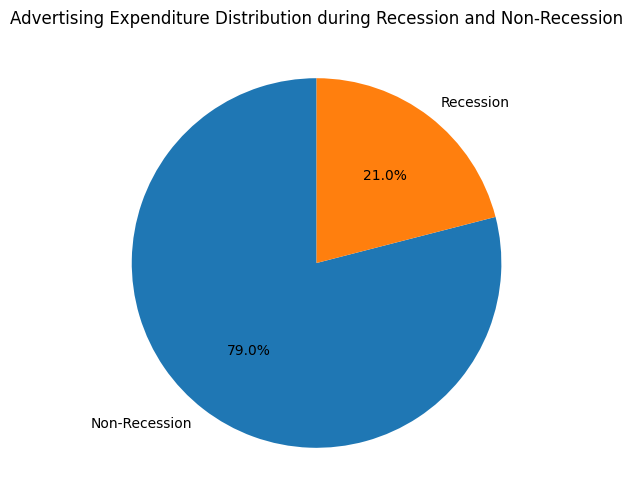 Advertising Expenditure Distribution during Recession and Non-Recession
Recession
21.0%
79.0%
Non-Recession